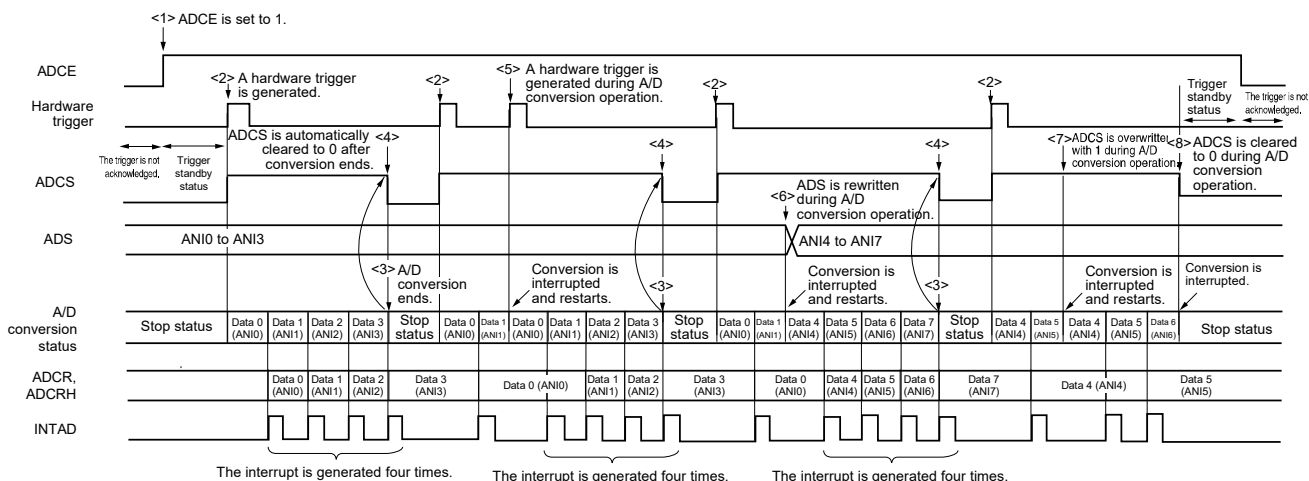 <1> ADCE is set to 1.
ADCE
<2> A hardware trigger
is generated.
<2>
<5> A hardware trigger is
generated during A/D
conversion operation.
<2>
<2>
Trigger
standby
status
The trigger is not
acknowledged.
Hardware
trigger
The trigger is not
acknowledged.
Trigger
standby
status
ADCS is automatically
cleared to 0 after
conversion ends.
<4>
<4>
<4>
<7> ADCS is overwritten
with 1 during A/D
conversion operation.
<8> ADCS is cleared
to 0 during A/D
conversion
operation.
ADCS
<6> ADS is rewritten
during A/D
conversion operation.
ADS
ANI0 to ANI3
ANI4 to ANI7
<3> A/D
conversion
ends.
Conversion is
interrupted
and restarts.
<3>
Conversion is
interrupted
and restarts.
<3>
Conversion is
interrupted
and restarts.
Conversion is
interrupted.
A/D
conversion
status
Stop status
Data 0 (ANI0)
Data 1 (ANI1)
Data 2 (ANI2)
Data 3 (ANI3)
Stop status
Data 0 (ANI0)
Data 1 (ANI1)
Data 0 (ANI0)
Data 1 (ANI1)
Data 2 (ANI2)
Data 3 (ANI3)
Stop status
Data 0 (ANI0)
Data 1 (ANI1)
Data 4 (ANI4)
Data 5 (ANI5)
Data 6 (ANI6)
Data 7 (ANI7)
Stop status
Data 4 (ANI4)
Data 5 (ANI5)
Data 4 (ANI4)
Data 5 (ANI5)
Data 6 (ANI6)
Stop status
ADCR,
ADCRH
Data 0 (ANI0)
Data 1 (ANI1)
Data 2 (ANI2)
Data 3 (ANI3)
Data 0 (ANI0)
Data 1 (ANI1)
Data 2 (ANI2)
Data 3 (ANI3)
Data 0 (ANI0)
Data 4 (ANI4)
Data 5 (ANI5)
Data 6 (ANI6)
Data 7 (ANI7)
Data 4 (ANI4)
Data 5 (ANI5)
INTAD
The interrupt is generated four times.
The interrupt is generated four times.
The interrupt is generated four times.